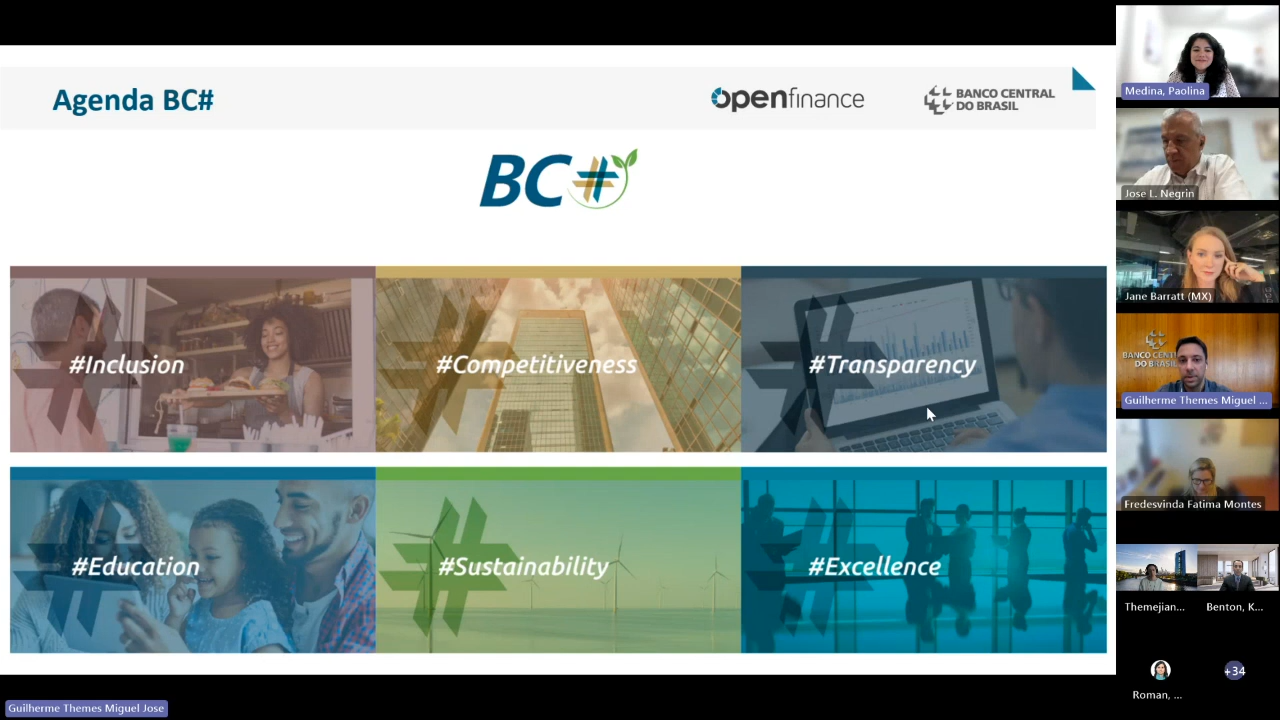 Agenda BC#
openfinance
BANCO CENTRAL
DO BRASIL
BC#
#Inclusion
#Competitiveness
#Transparency
#Education
#Sustainability
#Excellence
Guilherme Themes Miguel Jose
Medina, Paolina
Jose L. Negrin
Jane Barratt (MX)
BANCO CENT
DO BRASIL
Guilherme Themes Miguel ...
Fredesvinda Fatima Montes
Themejian...
Benton, K...
Roman, ...
+34